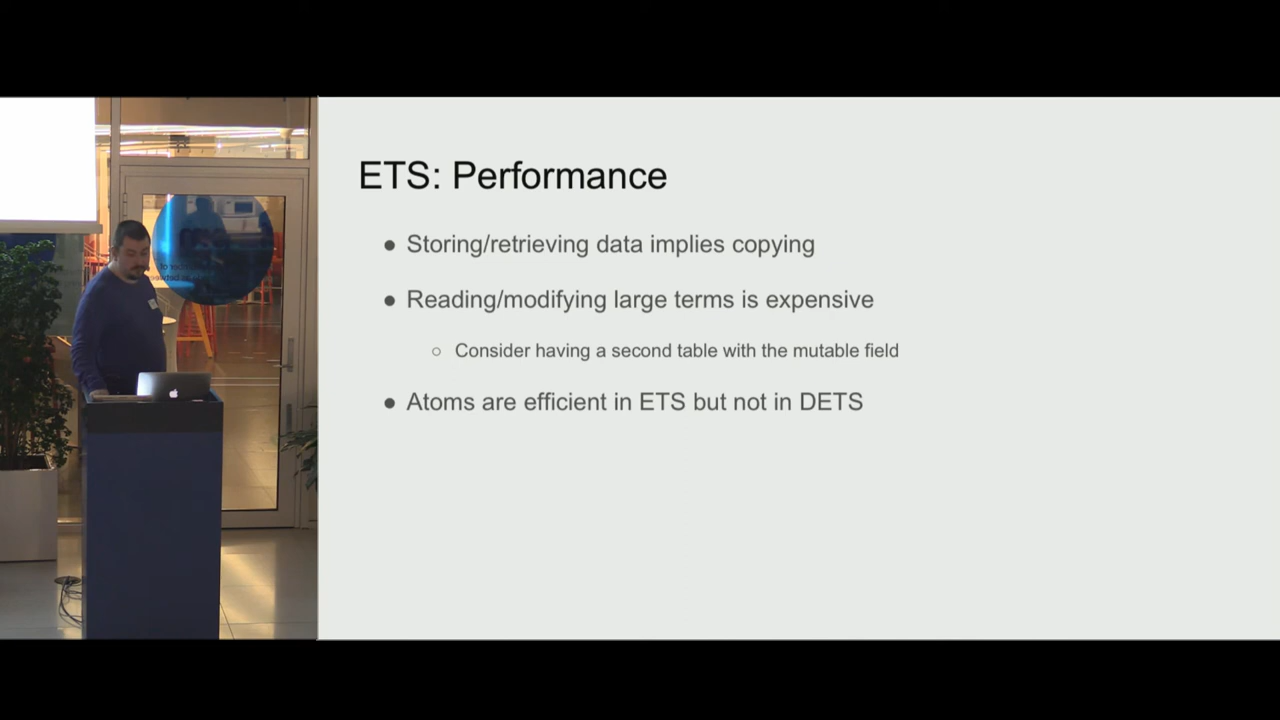 ETS: Performance
● Storing/retrieving data implies copying
● Reading/modifying large terms is expensive
○ Consider having a second table with the mutable field
● Atoms are efficient in ETS but not in DETS